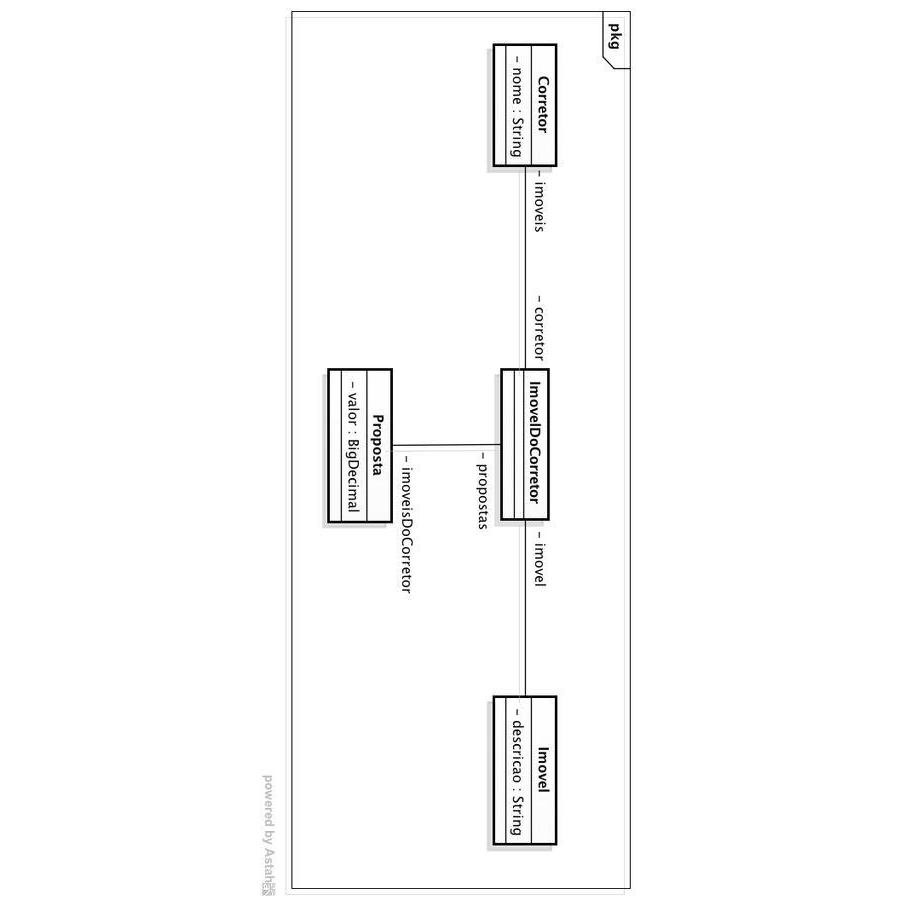 pkg
Corretor
- nome : String
- imoveis
- corretor
ImovelDoCorretor
- imovel
Imovel
- descricao : String
- propostas
- imoveisDoCorretor
Proposta
- valor : BigDecimal
powered by Astah